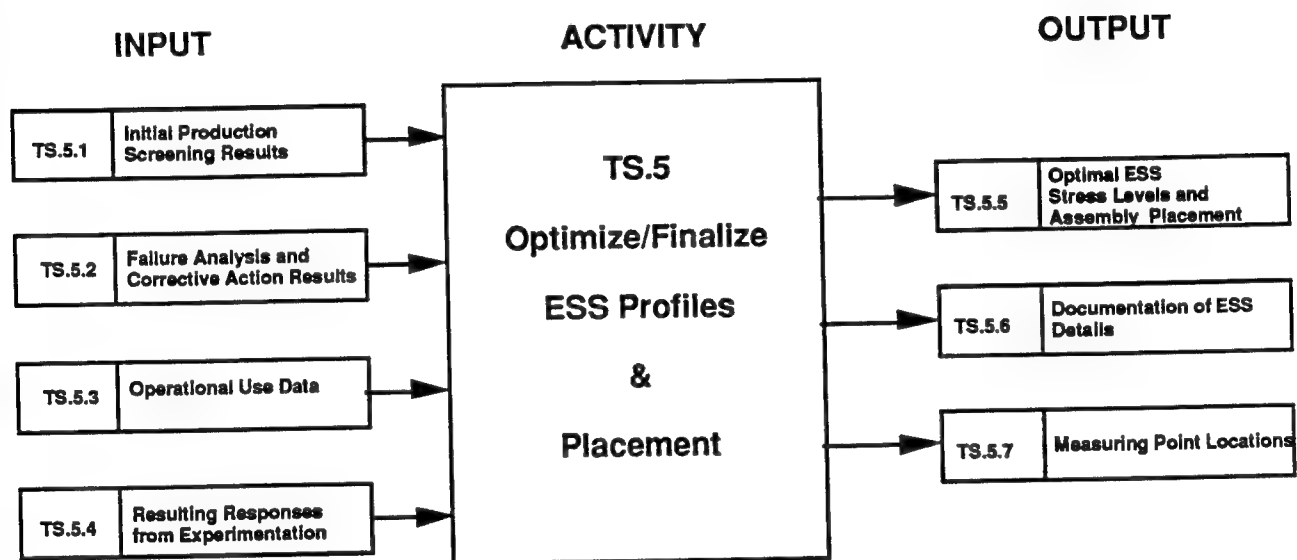 INPUT
ACTIVITY
OUTPUT
TS.5.1
Initial Production
Screening Results
TS.5.2
Failure Analysis and
Corrective Action Results
TS.5.3
Operational Use Data
TS.5.4
Resulting Responses
from Experimentation
TS.5
Optimize/Finalize
ESS Profiles
&
Placement
TS.5.5
Optimal ESS
Stress Levels and
Assembly Placement
TS.5.6
Documentation of ESS
Details
TS.5.7
Measuring Point Locations